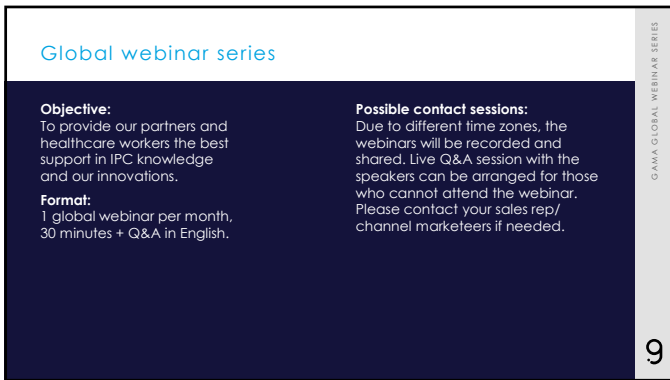 Global webinar series
Objective:
To provide our partners and
healthcare workers the best
support in IPC knowledge
and our innovations.
Format:
1 global webinar per month,
30 minutes + Q&A in English.
Possible contact sessions:
Due to different time zones, the
webinars will be recorded and
shared. Live Q&A session with the
speakers can be arranged for those
who cannot attend the webinar.
Please contact your sales rep/
channel marketeers if needed.
GAMA GLOBAL WEBINAR SERIES